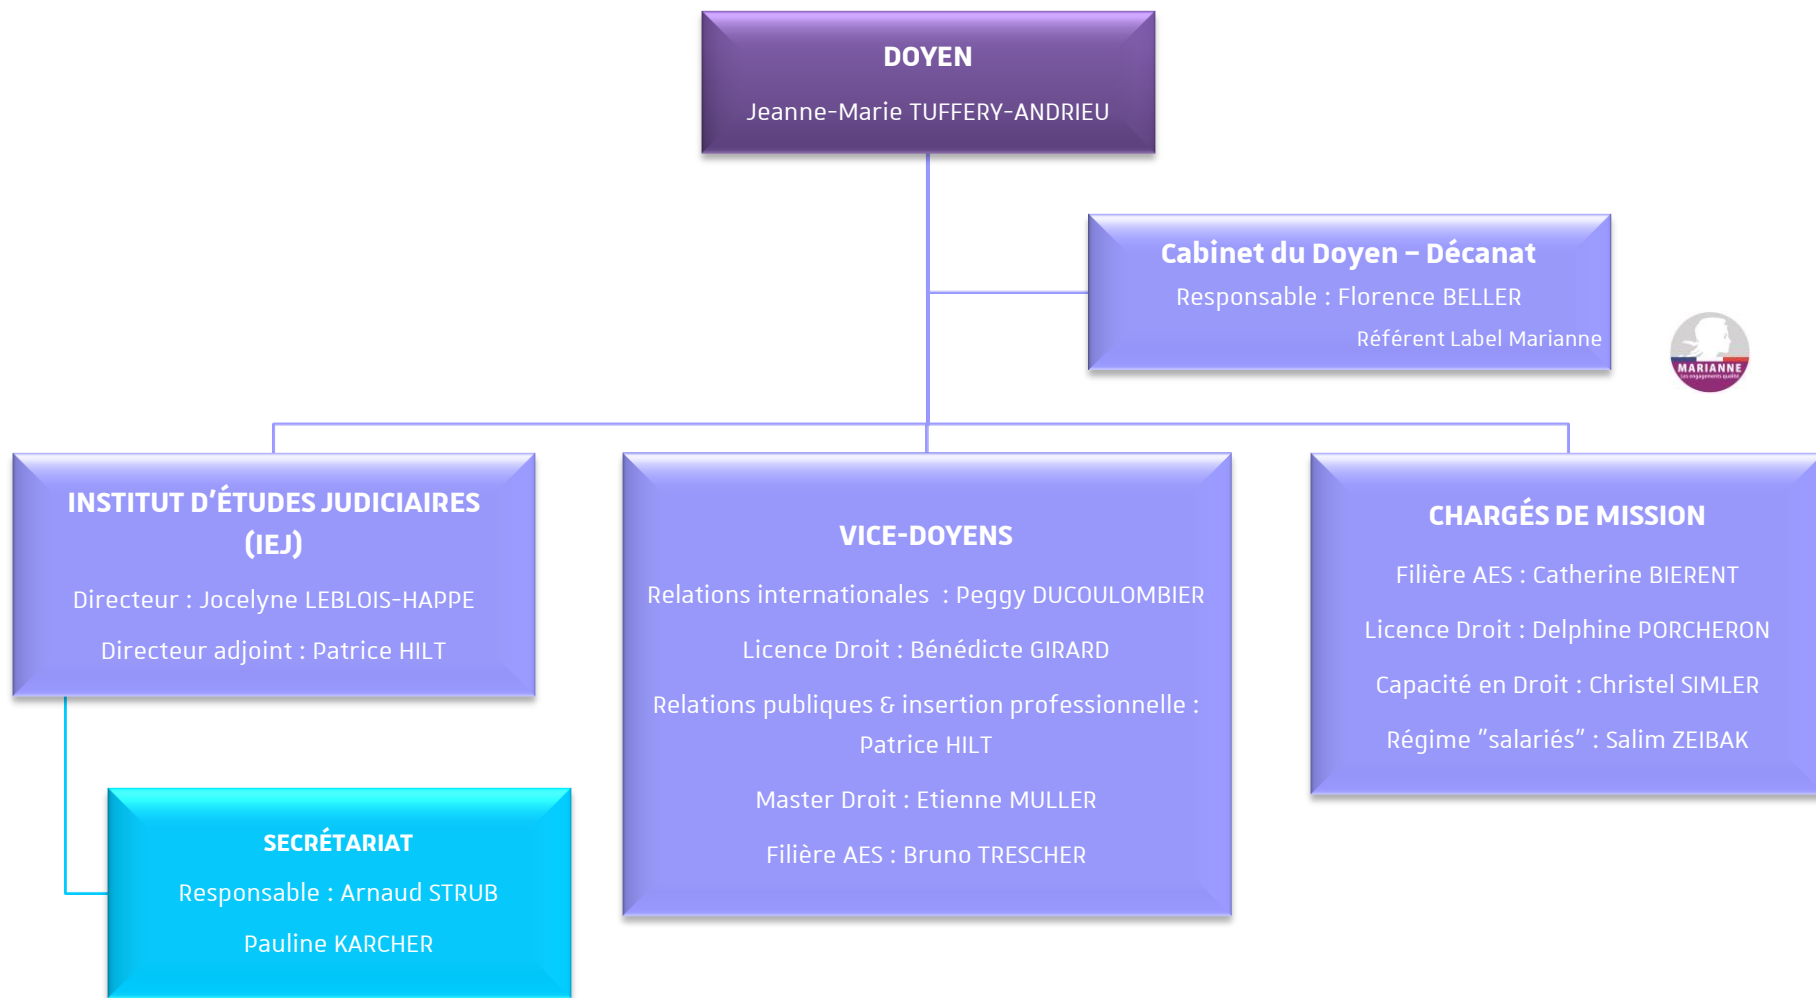 DOYEN
Jeanne-Marie TUFFERY-ANDRIEU
Cabinet du Doyen – Décanat
Responsable : Florence BELLER
Référent Label Marianne
MARIANNE
Les engagements qualité
INSTITUT D’ÉTUDES JUDICIAIRES
(IEJ)
Directeur : Jocelyne LEBLOIS-HAPPE
Directeur adjoint : Patrice HILT
VICE-DOYENS
Relations internationales  : Peggy DUCOULOMBIER
Licence Droit : Bénédicte GIRARD
Relations publiques & insertion professionnelle :
Patrice HILT
Master Droit : Etienne MULLER
Filière AES : Bruno TRESCHER
CHARGÉS DE MISSION
Filière AES : Catherine BIERENT
Licence Droit : Delphine PORCHERON
Capacité en Droit : Christel SIMLER
Régime "salariés" : Salim ZEIBAK
SECRÉTARIAT
Responsable : Arnaud STRUB
Pauline KARCHER